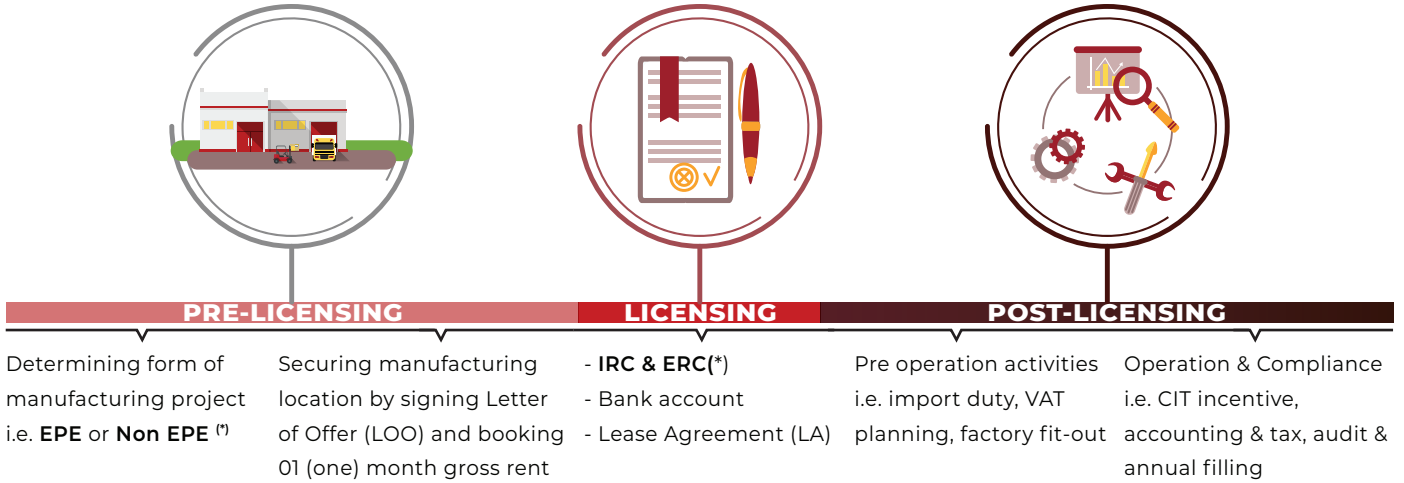 PRE-LICENSING
LICENSING
POST-LICENSING
Determining form of
manufacturing project
i.e. EPE or Non EPE (*)
Securing manufacturing
location by signing Letter
of Offer (LOO) and booking
01 (one) month gross rent
- IRC & ERC(*)
- Bank account
- Lease Agreement (LA)
Pre operation activities
i.e. import duty, VAT
planning, factory fit-out
Operation & Compliance
i.e. CIT incentive,
accounting & tax, audit &
annual filling